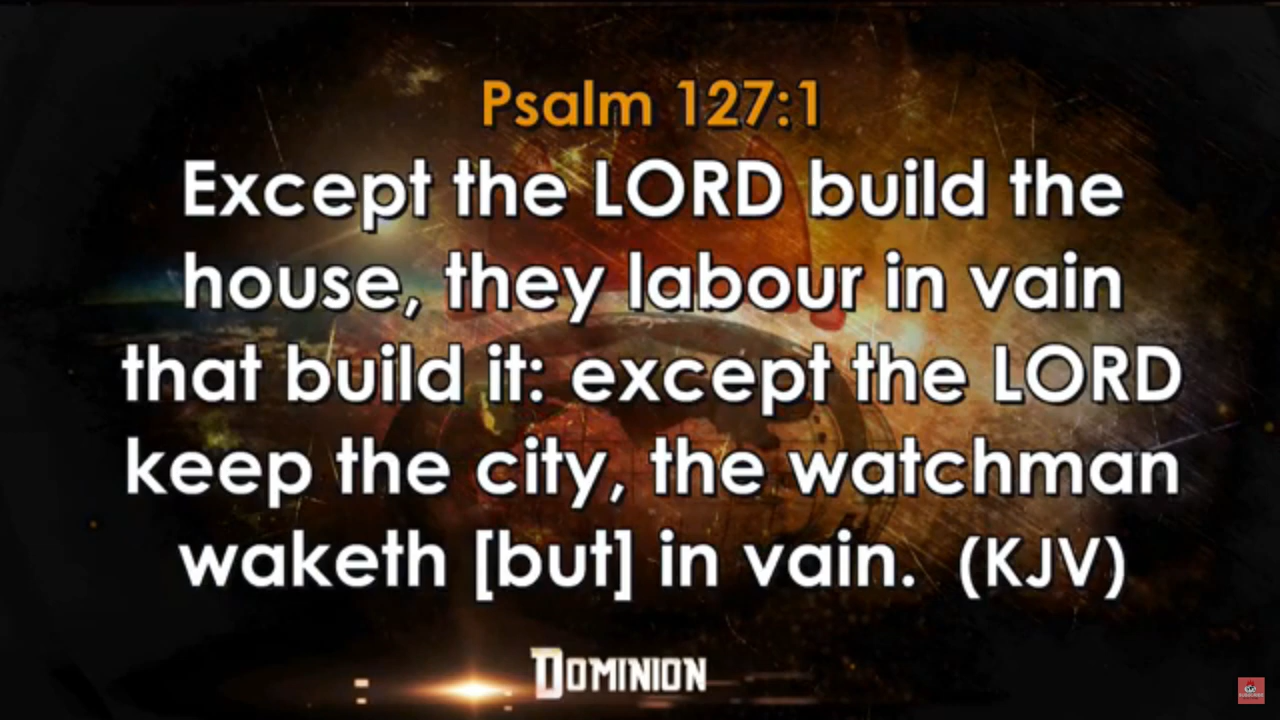 Psalm 127:1
Except the LORD build the
house, they labour in vain
that build it: except the LORD
keep the city, the watchman
waketh [but] in vain. (KJV)
DOMINION